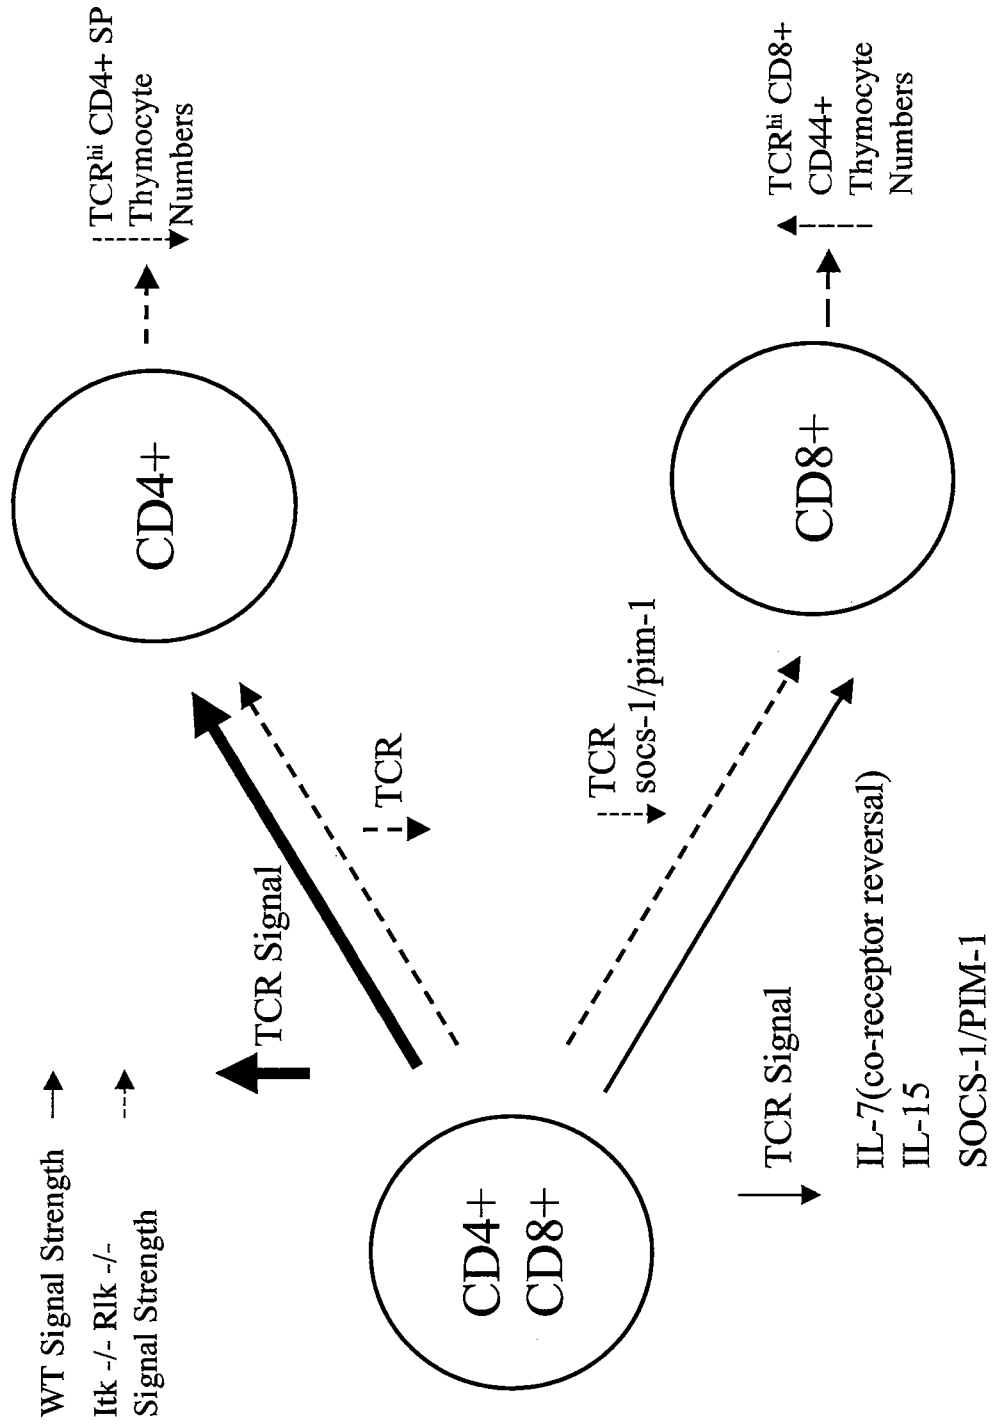 WT Signal Strength
Itk -/- Rlk -/-
Signal Strength
TCR Signal
TCR
CD4+
TCRhi CD4+ SP
Thymocyte
Numbers
CD4+
CD8+
TCR
socs-1/pim-1
CD8+
TCRhi CD8+
CD44+
Thymocyte
Numbers
TCR Signal
IL-7(co-receptor reversal)
IL-15
SOCS-1/PIM-1